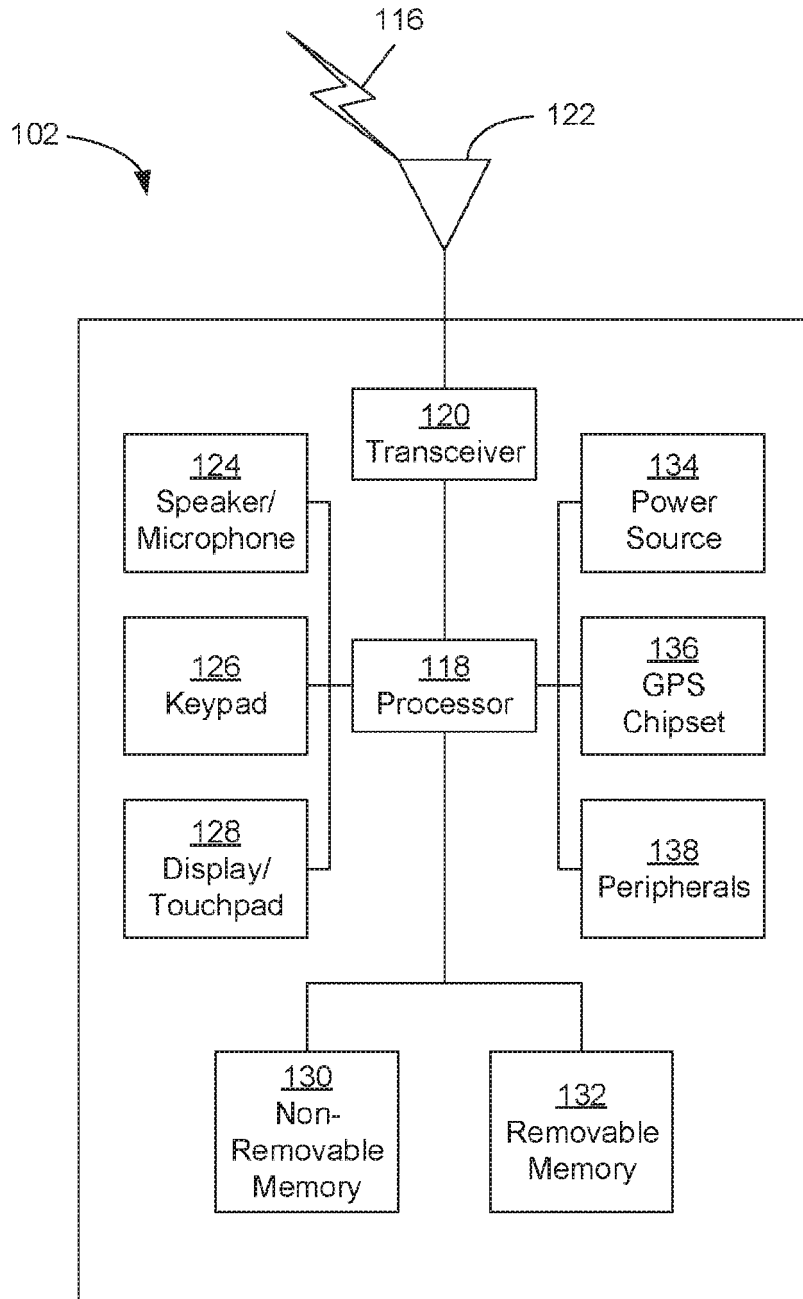 116
122
102
120
Transceiver
124
Speaker/
Microphone
134
Power
Source
126
Keypad
118
Processor
136
GPS
Chipset
128
Display/
Touchpad
138
Peripherals
130
Non-
Removable
Memory
132
Removable
Memory